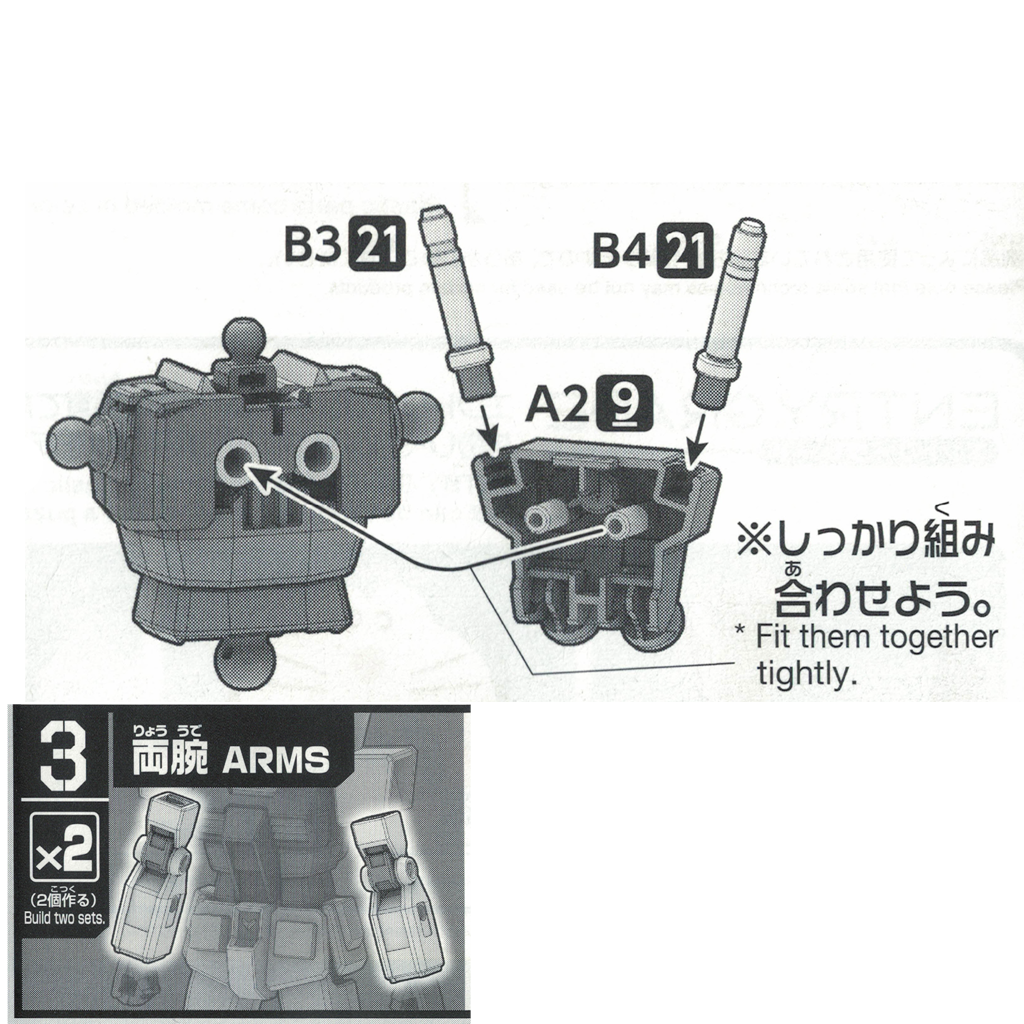 B3 21
B4 21
A2 9
※しっかり組み
合わせよう。
* Fit them together
tightly.
3
両腕 ARMS
りょう うで
×2
こつく
(2個作る)
Build two sets.
く
あ